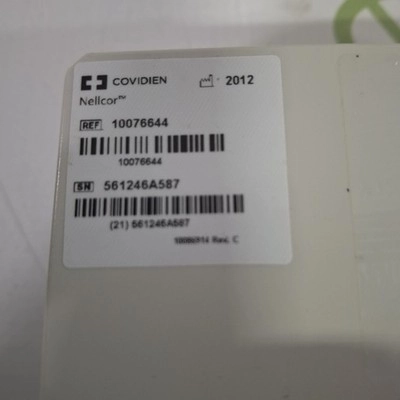 COVIDIEN 2012
Nellcor™
REF 10076644
10076644
SN 561246A587
(21) 561246A587
10086914 Rev. C